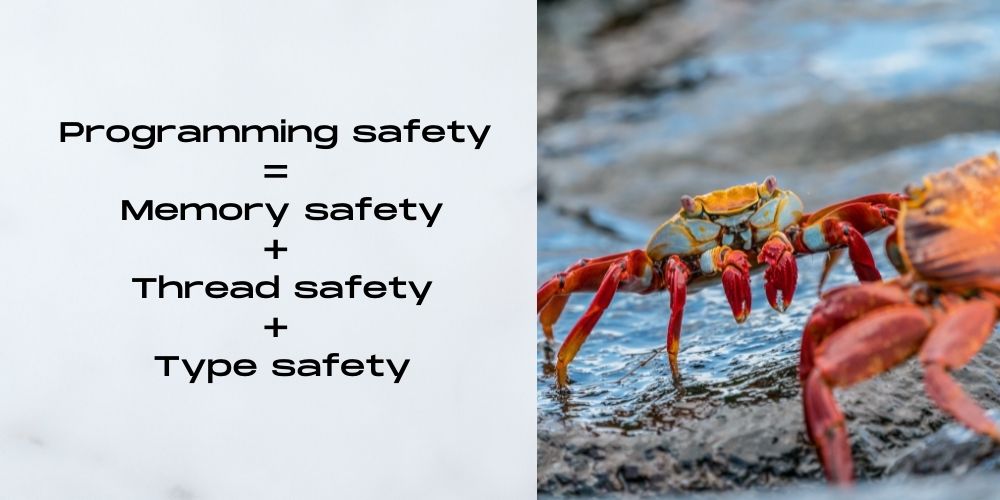 Programming safety
=
Memory safety
+
Thread safety
+
Type safety